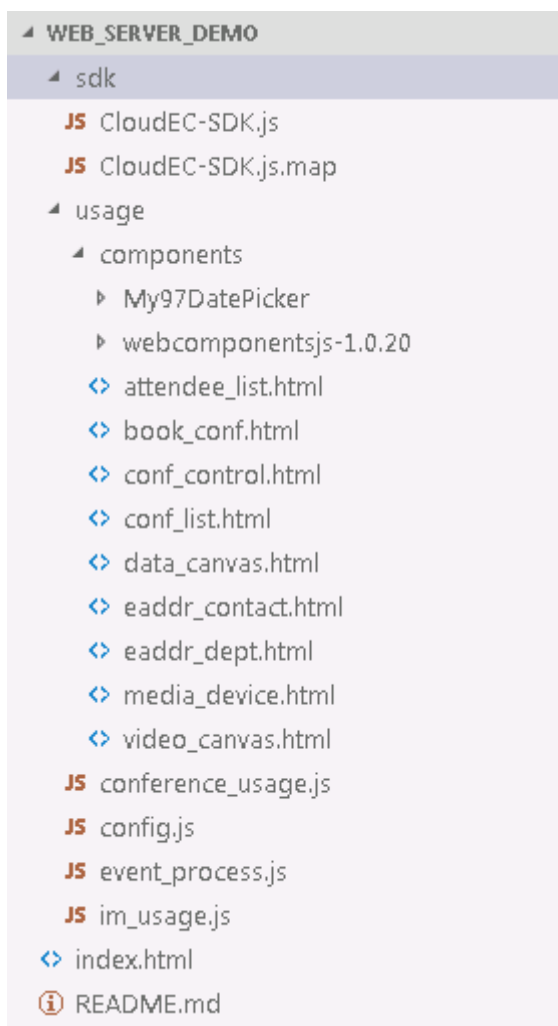 WEB_SERVER_DEMO
sdk
JS CloudEC-SDK.js
JS CloudEC-SDK.js.map
usage
components
My97DatePicker
webcomponentsjs-1.0.20
<> attendee_list.html
<> book_conf.html
<> conf_control.html
<> conf_list.html
<> data_canvas.html
<> eaddr_contact.html
<> eaddr_dept.html
<> media_device.html
<> video_canvas.html
JS conference_usage.js
JS config.js
JS event_process.js
JS im_usage.js
<> index.html
README.md